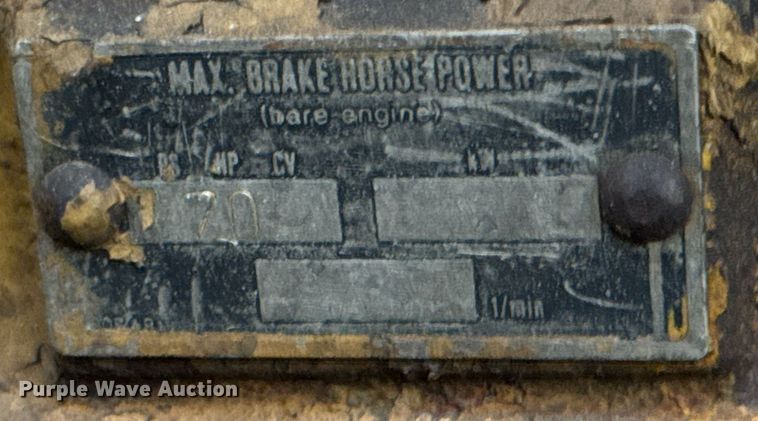 MAX. BRAKE HORSE POWER
(bare engine)
PS HP CV KW
70
1/min
Purple Wave Auction